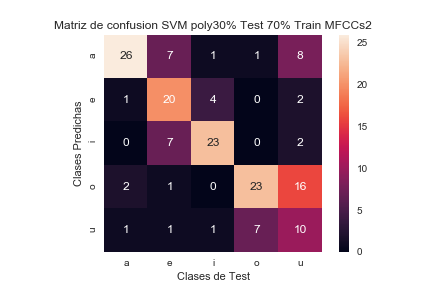 Matriz de confusion SVM poly30% Test 70% Train MFCCs2
Clases Predichas
a 26 7 1 1 8
e 1 20 4 0 2
i 0 7 23 0 2
o 2 1 0 23 16
u 1 1 1 7 10
a e i o u
Clases de Test
25
20
15
10
5
0